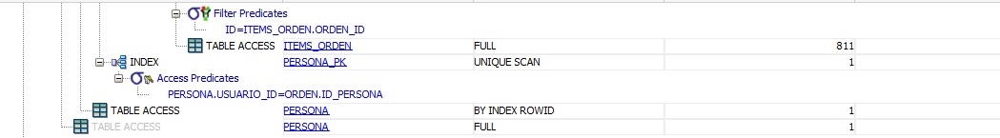 Filter Predicates
ID=ITEMS_ORDEN.ORDEN_ID
TABLE ACCESS ITEMS_ORDEN FULL 811
INDEX PERSONA_PK UNIQUE SCAN 1
Access Predicates
PERSONA.USUARIO_ID=ORDEN.ID_PERSONA
TABLE ACCESS PERSONA BY INDEX ROWID 1
TABLE ACCESS PERSONA FULL 1